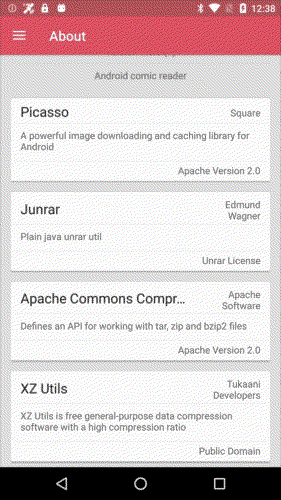 12:38
About
Android comic reader
Picasso
Square
A powerful image downloading and caching library for
Android
Apache Version 2.0
Junrar
Edmund
Wagner
Plain java unrar util
Unrar License
Apache Commons Compr...
Apache
Software
Defines an API for working with tar, zip and bzip2 files
Apache Version 2.0
XZ Utils
Tukaani
Developers
XZ Utils is free general-purpose data compression
software with a high compression ratio
Public Domain